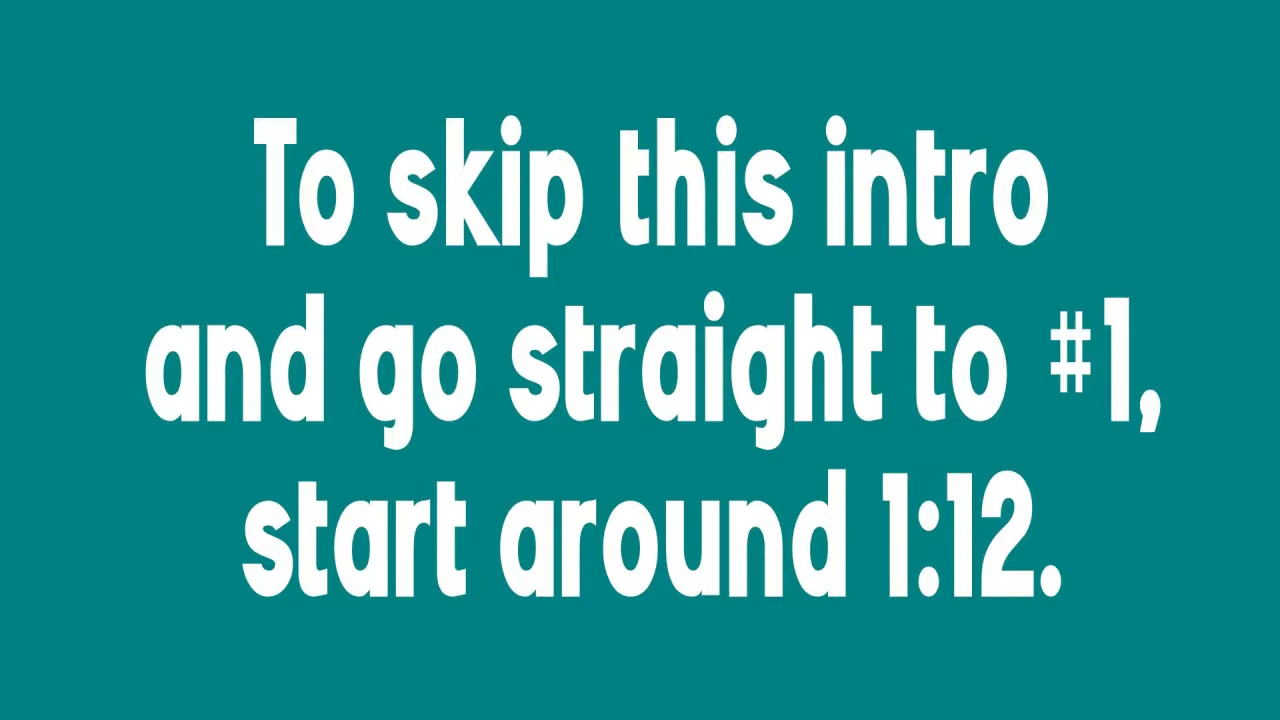 To skip this intro
and go straight to #1,
start around 1:12.